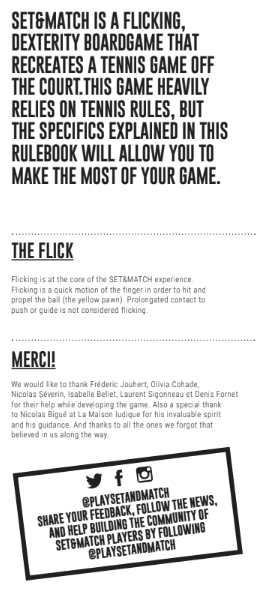 SET&MATCH IS A FLICKING,
DEXTERITY BOARDGAME THAT
RECREATES A TENNIS GAME OFF
THE COURT.THIS GAME HEAVILY
RELIES ON TENNIS RULES, BUT
THE SPECIFICS EXPLAINED IN THIS
RULEBOOK WILL ALLOW YOU TO
MAKE THE MOST OF YOUR GAME.
THE FLICK
Flicking is at the core of the SET&MATCH experience.
Flicking is a quick motion of the finger in order to hit and
propel the ball (the yellow pawn). Prolongated contact to
push or guide is not considered flicking.
MERCI!
We would like to thank Fréderic Jouhert, Olivia Cohade,
Nicolas Séverin, Isabelle Bellet, Laurent Sigonneau et Denis Fornet
for their help while developing the game. Also a special thank
to Nicolas Bigué at La Maison ludique for his invaluable spirit
and his guidance. And thanks to all the ones we forgot that
believed in us along the way.
@PLAYSETANDMATCH
SHARE YOUR FEEDBACK, FOLLOW THE NEWS,
AND HELP BUILDING THE COMMUNITY OF
SET&MATCH PLAYERS BY FOLLOWING
@PLAYSETANDMATCH